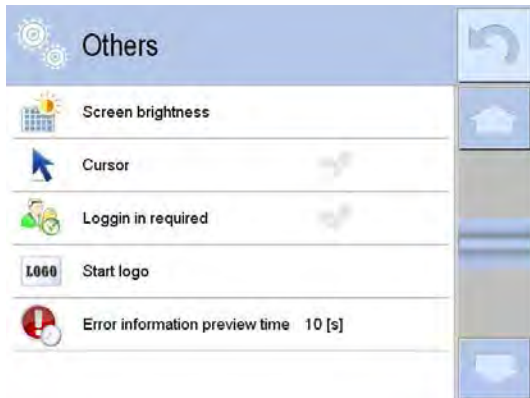 Others
Screen brightness
Cursor
Loggin in required
LOGO Start logo
Error information preview time 10 [s]